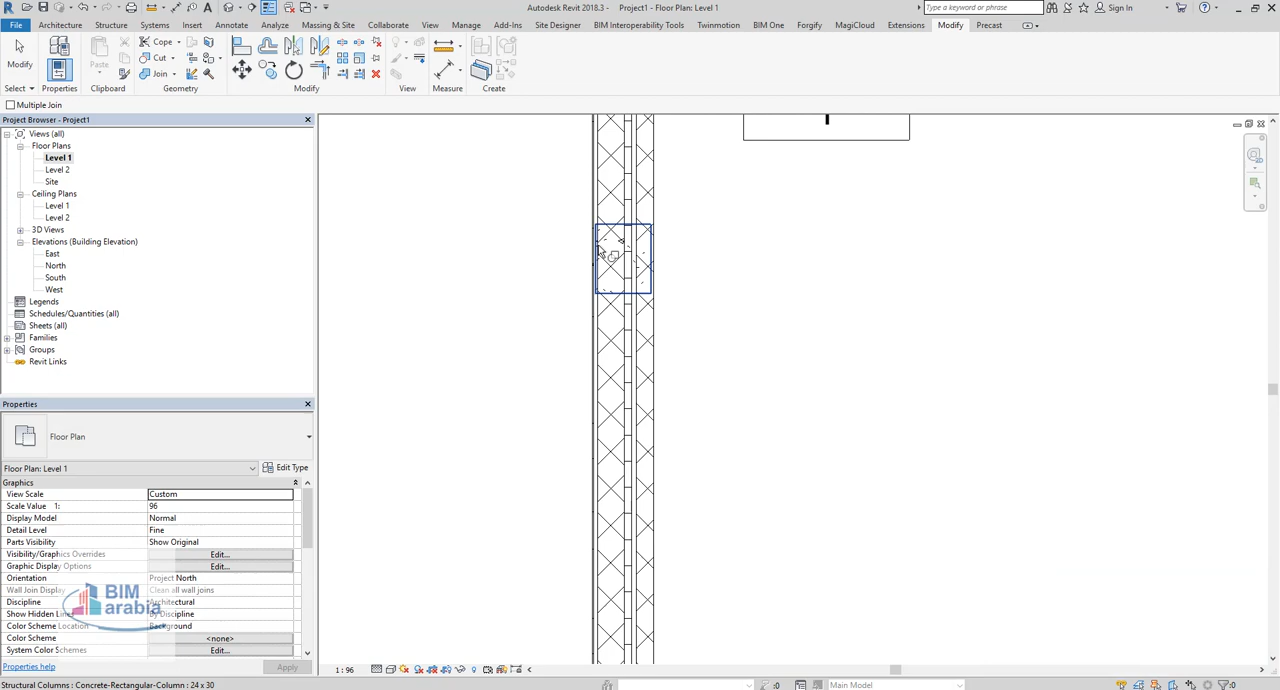 Autodesk Revit 2018.3 - Project1 - Floor Plan: Level 1
Type a keyword or phrase
Sign In
File Architecture Structure Systems Insert Annotate Analyze Massing & Site Collaborate View Manage Add-Ins Site Designer BIM Interoperability Tools Twinmotion BIM One Forgify MagiCloud Extensions Modify Precast
Modify
Paste
Cope
Cut
Join
Select Properties Clipboard Geometry Modify View Measure Create
Multiple Join
Project Browser - Project1
Views (all)
Floor Plans
Level 1
Level 2
Site
Ceiling Plans
Level 1
Level 2
3D Views
Elevations (Building Elevation)
East
North
South
West
Legends
Schedules/Quantities (all)
Sheets (all)
Families
Groups
Revit Links
Properties
Floor Plan
Floor Plan: Level 1
Edit Type
Graphics
View Scale Custom
Scale Value 1: 96
Display Model Normal
Detail Level Fine
Parts Visibility Show Original
Visibility/Graphics Overrides Edit...
Graphic Display Options Edit...
Orientation Project North
Wall Join Display Clean all wall joins
Discipline Architectural
Show Hidden Lines By Discipline
Color Scheme Location Background
Color Scheme <none>
System Color Schemes Edit...
BIM
arabia
Properties help
Apply
1 : 96
Structural Columns : Concrete-Rectangular-Column : 24 x 30
:0
Main Model
:0